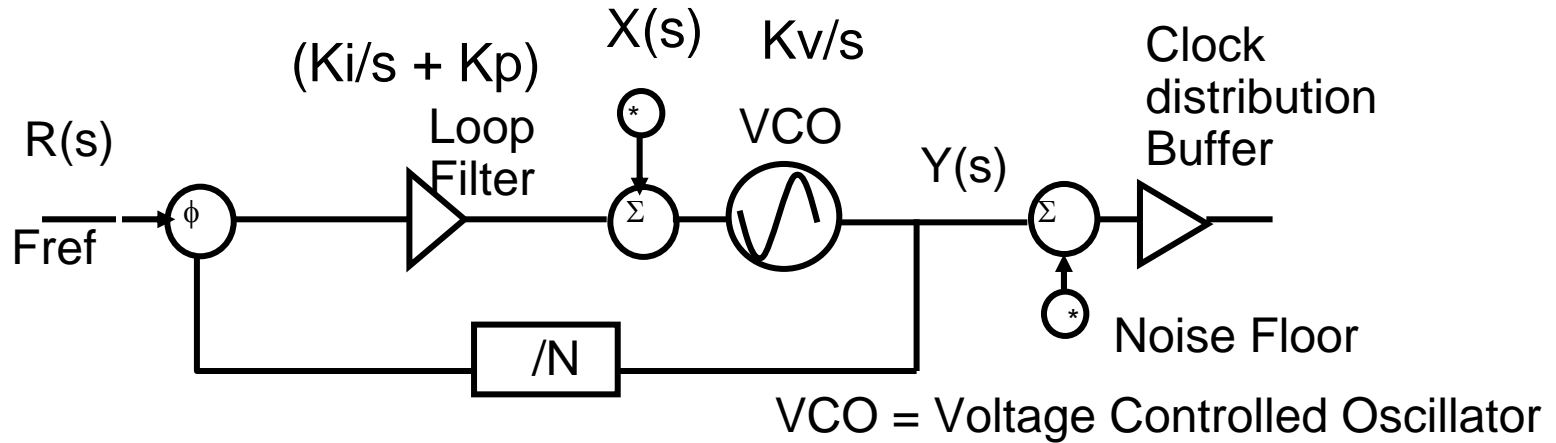 X(s)
Kv/s
(Ki/s + Kp)
Clock
distribution
Buffer
R(s)
Loop
Filter
*
VCO
Y(s)
ϕ
Σ
Σ
Fref
*
Noise Floor
/N
VCO = Voltage Controlled Oscillator